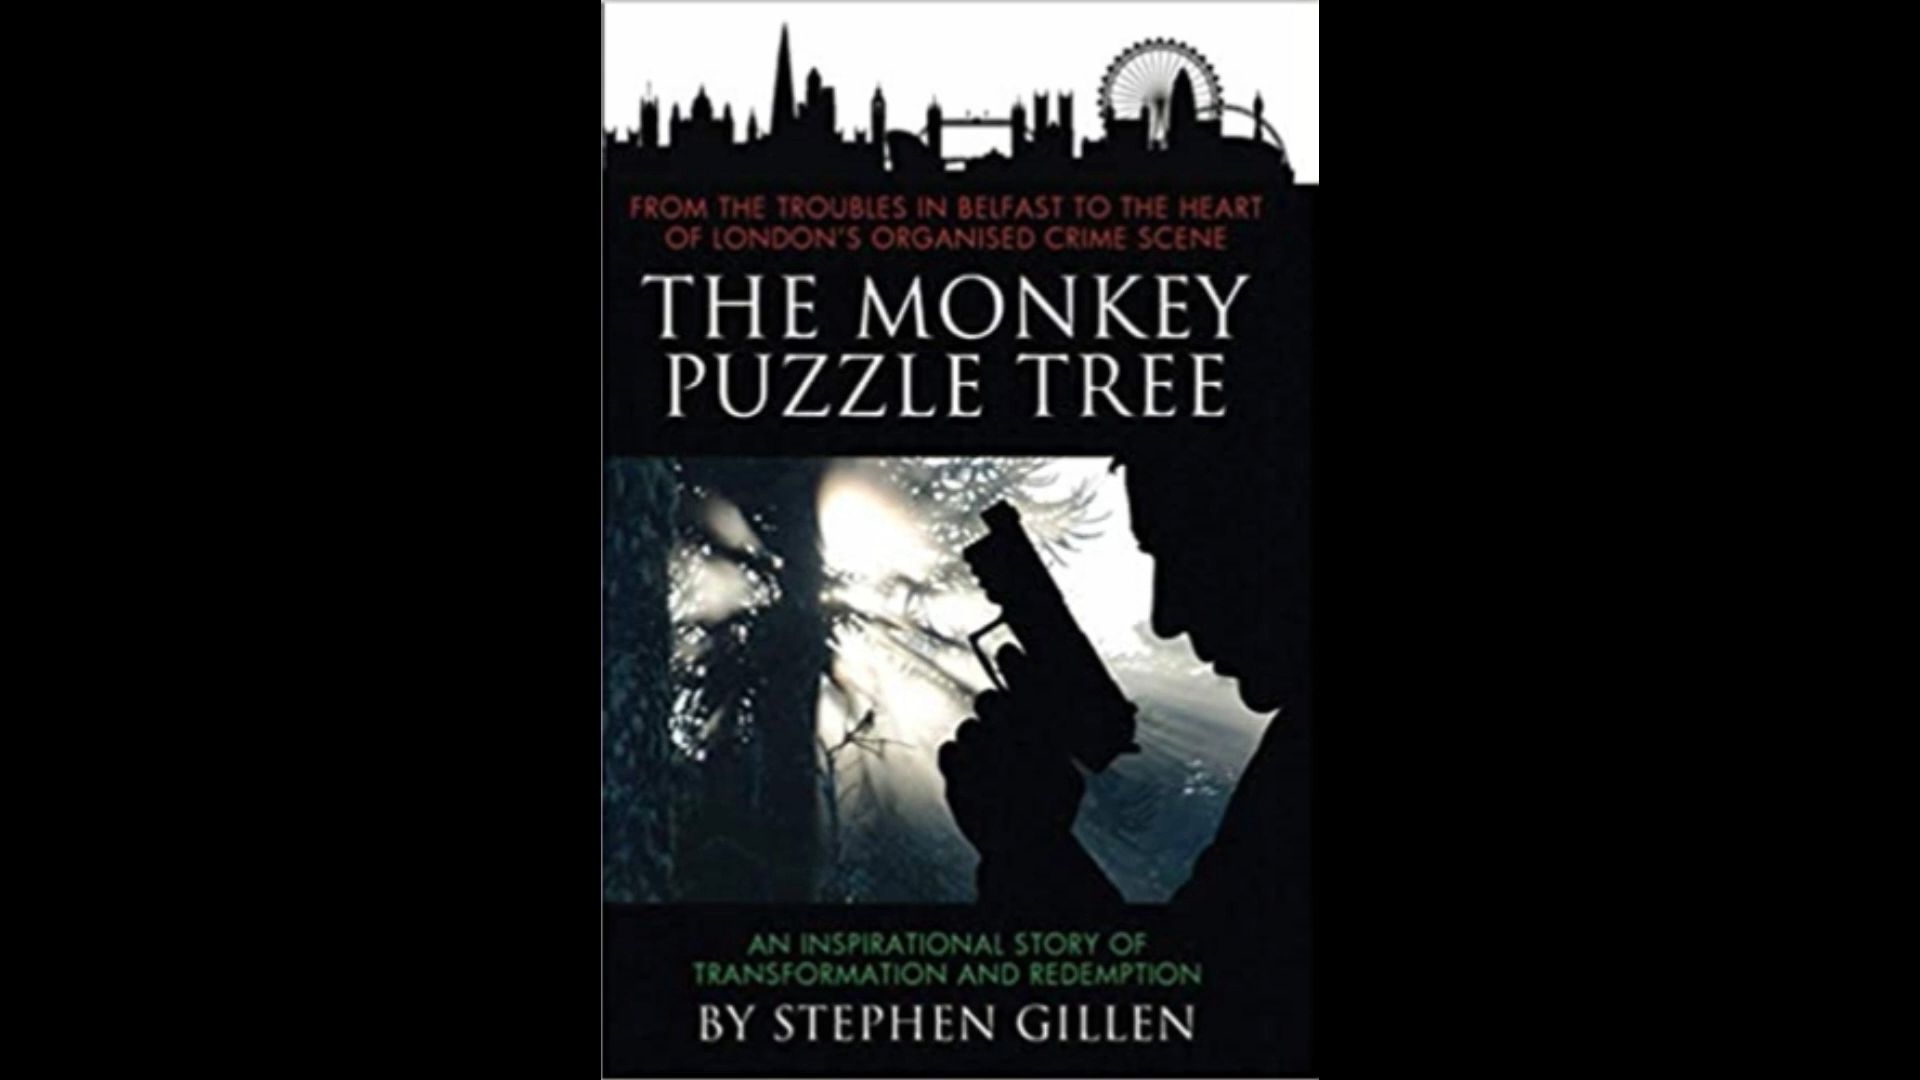 FROM THE TROUBLES IN BELFAST TO THE HEART
OF LONDON'S ORGANISED CRIME SCENE
THE MONKEY
PUZZLE TREE
AN INSPIRATIONAL STORY OF
TRANSFORMATION AND REDEMPTION
BY STEPHEN GILLEN